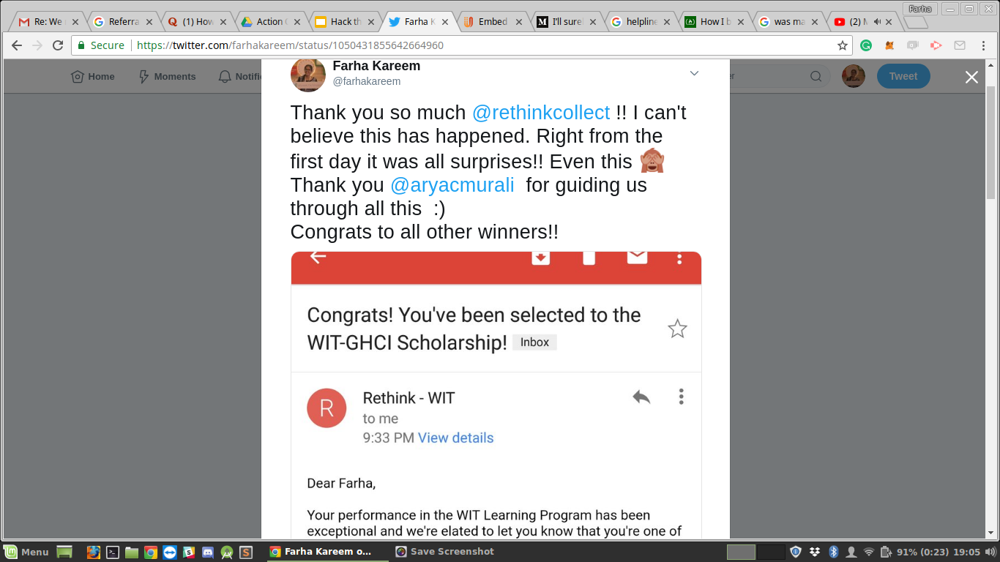 Farha
Re: We
Referra
(1) How
Action
Hack th
Farha K
Embed
I'll sure
helpline
How I b
was ma
(2)
Secure
https://twitter.com/farhakareem/status/1050431855642664960
Farha Kareem
@farhakareem
Home
Moments
Notifi
er
Tweet
Thank you so much @rethinkcollect !! I can't
believe this has happened. Right from the
first day it was all surprises!! Even this 🙈
Thank you @aryacmurali  for guiding us
through all this  :)
Congrats to all other winners!!
Congrats! You've been selected to the
WIT-GHCI Scholarship! Inbox
R
Rethink - WIT
to me
9:33 PM View details
Dear Farha,
Your performance in the WIT Learning Program has been
exceptional and we're elated to let you know that you're one of
Menu
Farha Kareem o...
Save Screenshot
91% (0:23) 19:05